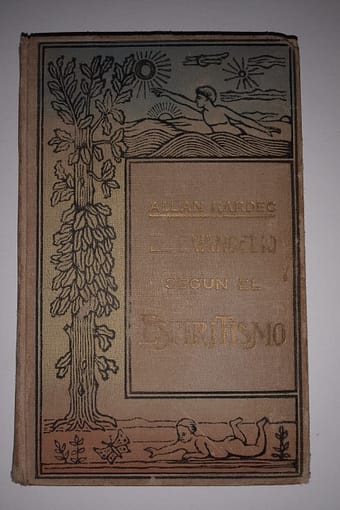 ALLAN KARDEC
EL EVANGELIO
SEGUN EL
ESPIRITISMO